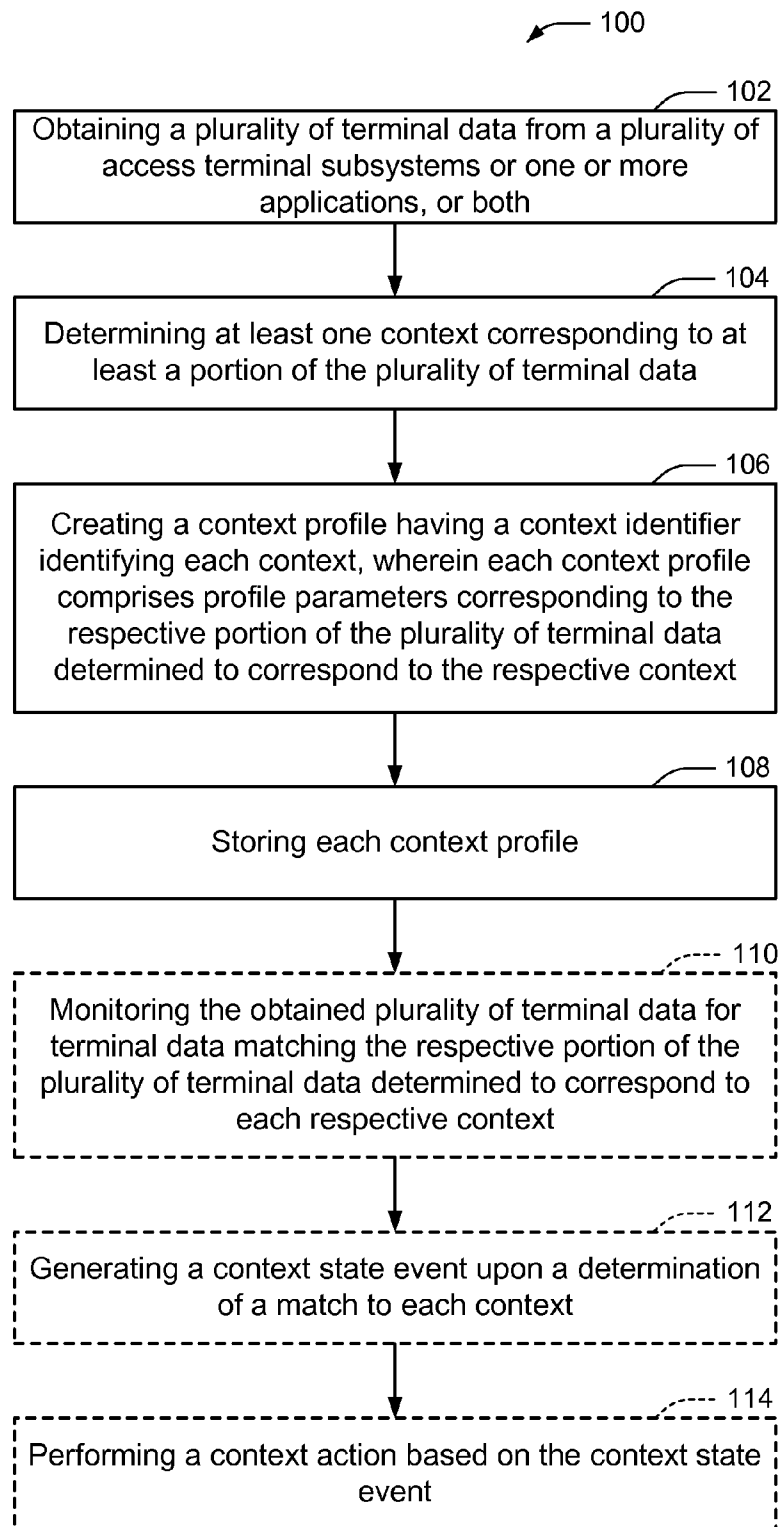 100
102
Obtaining a plurality of terminal data from a plurality of
access terminal subsystems or one or more
applications, or both
104
Determining at least one context corresponding to at
least a portion of the plurality of terminal data
106
Creating a context profile having a context identifier
identifying each context, wherein each context profile
comprises profile parameters corresponding to the
respective portion of the plurality of terminal data
determined to correspond to the respective context
108
Storing each context profile
110
Monitoring the obtained plurality of terminal data for
terminal data matching the respective portion of the
plurality of terminal data determined to correspond to
each respective context
112
Generating a context state event upon a determination
of a match to each context
114
Performing a context action based on the context state
event